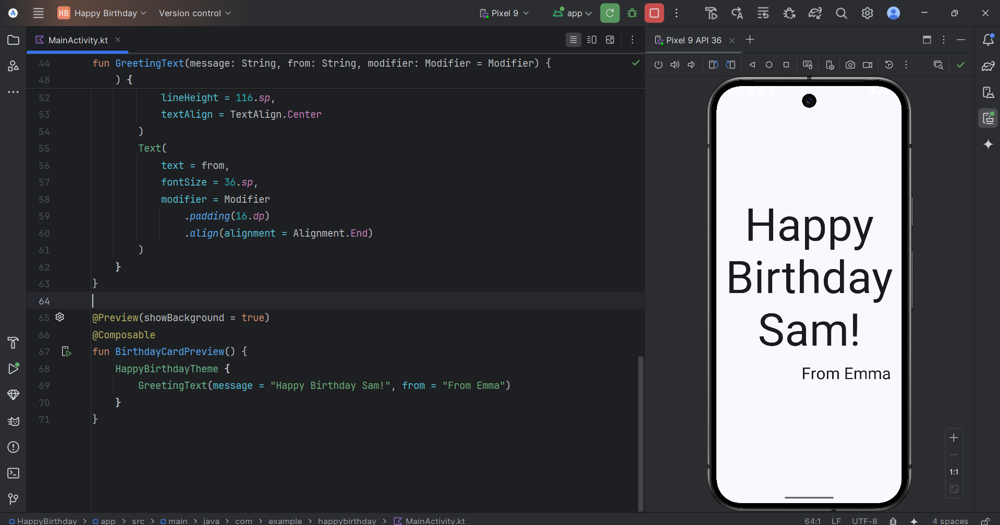 HB Happy Birthday Version control Pixel 9 app
MainActivity.kt Pixel 9 API 36
44 fun GreetingText(message: String, from: String, modifier: Modifier = Modifier) {
48 ) {
52 lineHeight = 116.sp,
53 textAlign = TextAlign.Center
54 )
55 Text(
56 text = from,
57 fontSize = 36.sp,
58 modifier = Modifier
59 .padding(16.dp)
60 .align(alignment = Alignment.End)
61 )
62 }
63 }
64
65 @Preview(showBackground = true)
66 @Composable
67 fun BirthdayCardPreview() {
68 HappyBirthdayTheme {
69 GreetingText(message = "Happy Birthday Sam!", from = "From Emma")
70 }
71 }
Happy
Birthday
Sam!
From Emma
1:1
HappyBirthday > app > src > main > java > com > example > happybirthday > MainActivity.kt 64:1 LF UTF-8 4 spaces